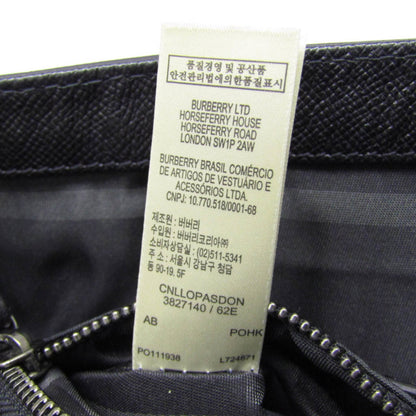 품질경영 및 공산품
안전관리법에의한품질표시
BURBERRY LTD
HORSEFERRY HOUSE
HORSEFERRY ROAD
LONDON SW1P 2AW
BURBERRY BRASIL COMÉRCIO
DE ARTIGOS DE VESTUÁRIO E
ACESSÓRIOS LTDA.
CNPJ: 10.770.518/0001-68
제조원 : 버버리
수입원 : 버버리코리아㈜
소비자상담실 : (02)511-5341
주소 : 서울시 강남구 청담
동 90-19. 5F
CNLLOPASDON
3827140 / 62E
AB POHK
PO111938 L724671